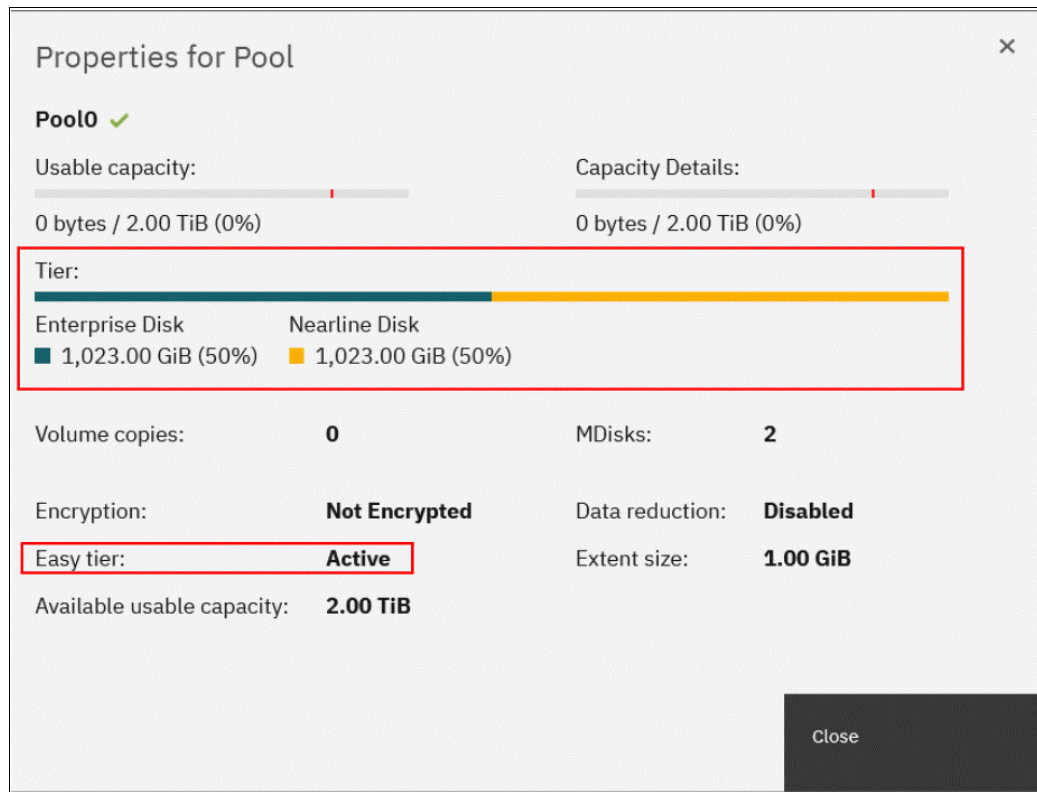 Properties for Pool
Pool0
Usable capacity:
Capacity Details:
0 bytes / 2.00 TiB (0%)
0 bytes / 2.00 TiB (0%)
Tier:
Enterprise Disk
Nearline Disk
1,023.00 GiB (50%)
1,023.00 GiB (50%)
Volume copies: 0
MDisks: 2
Encryption: Not Encrypted
Data reduction: Disabled
Easy tier: Active
Extent size: 1.00 GiB
Available usable capacity: 2.00 TiB
Close